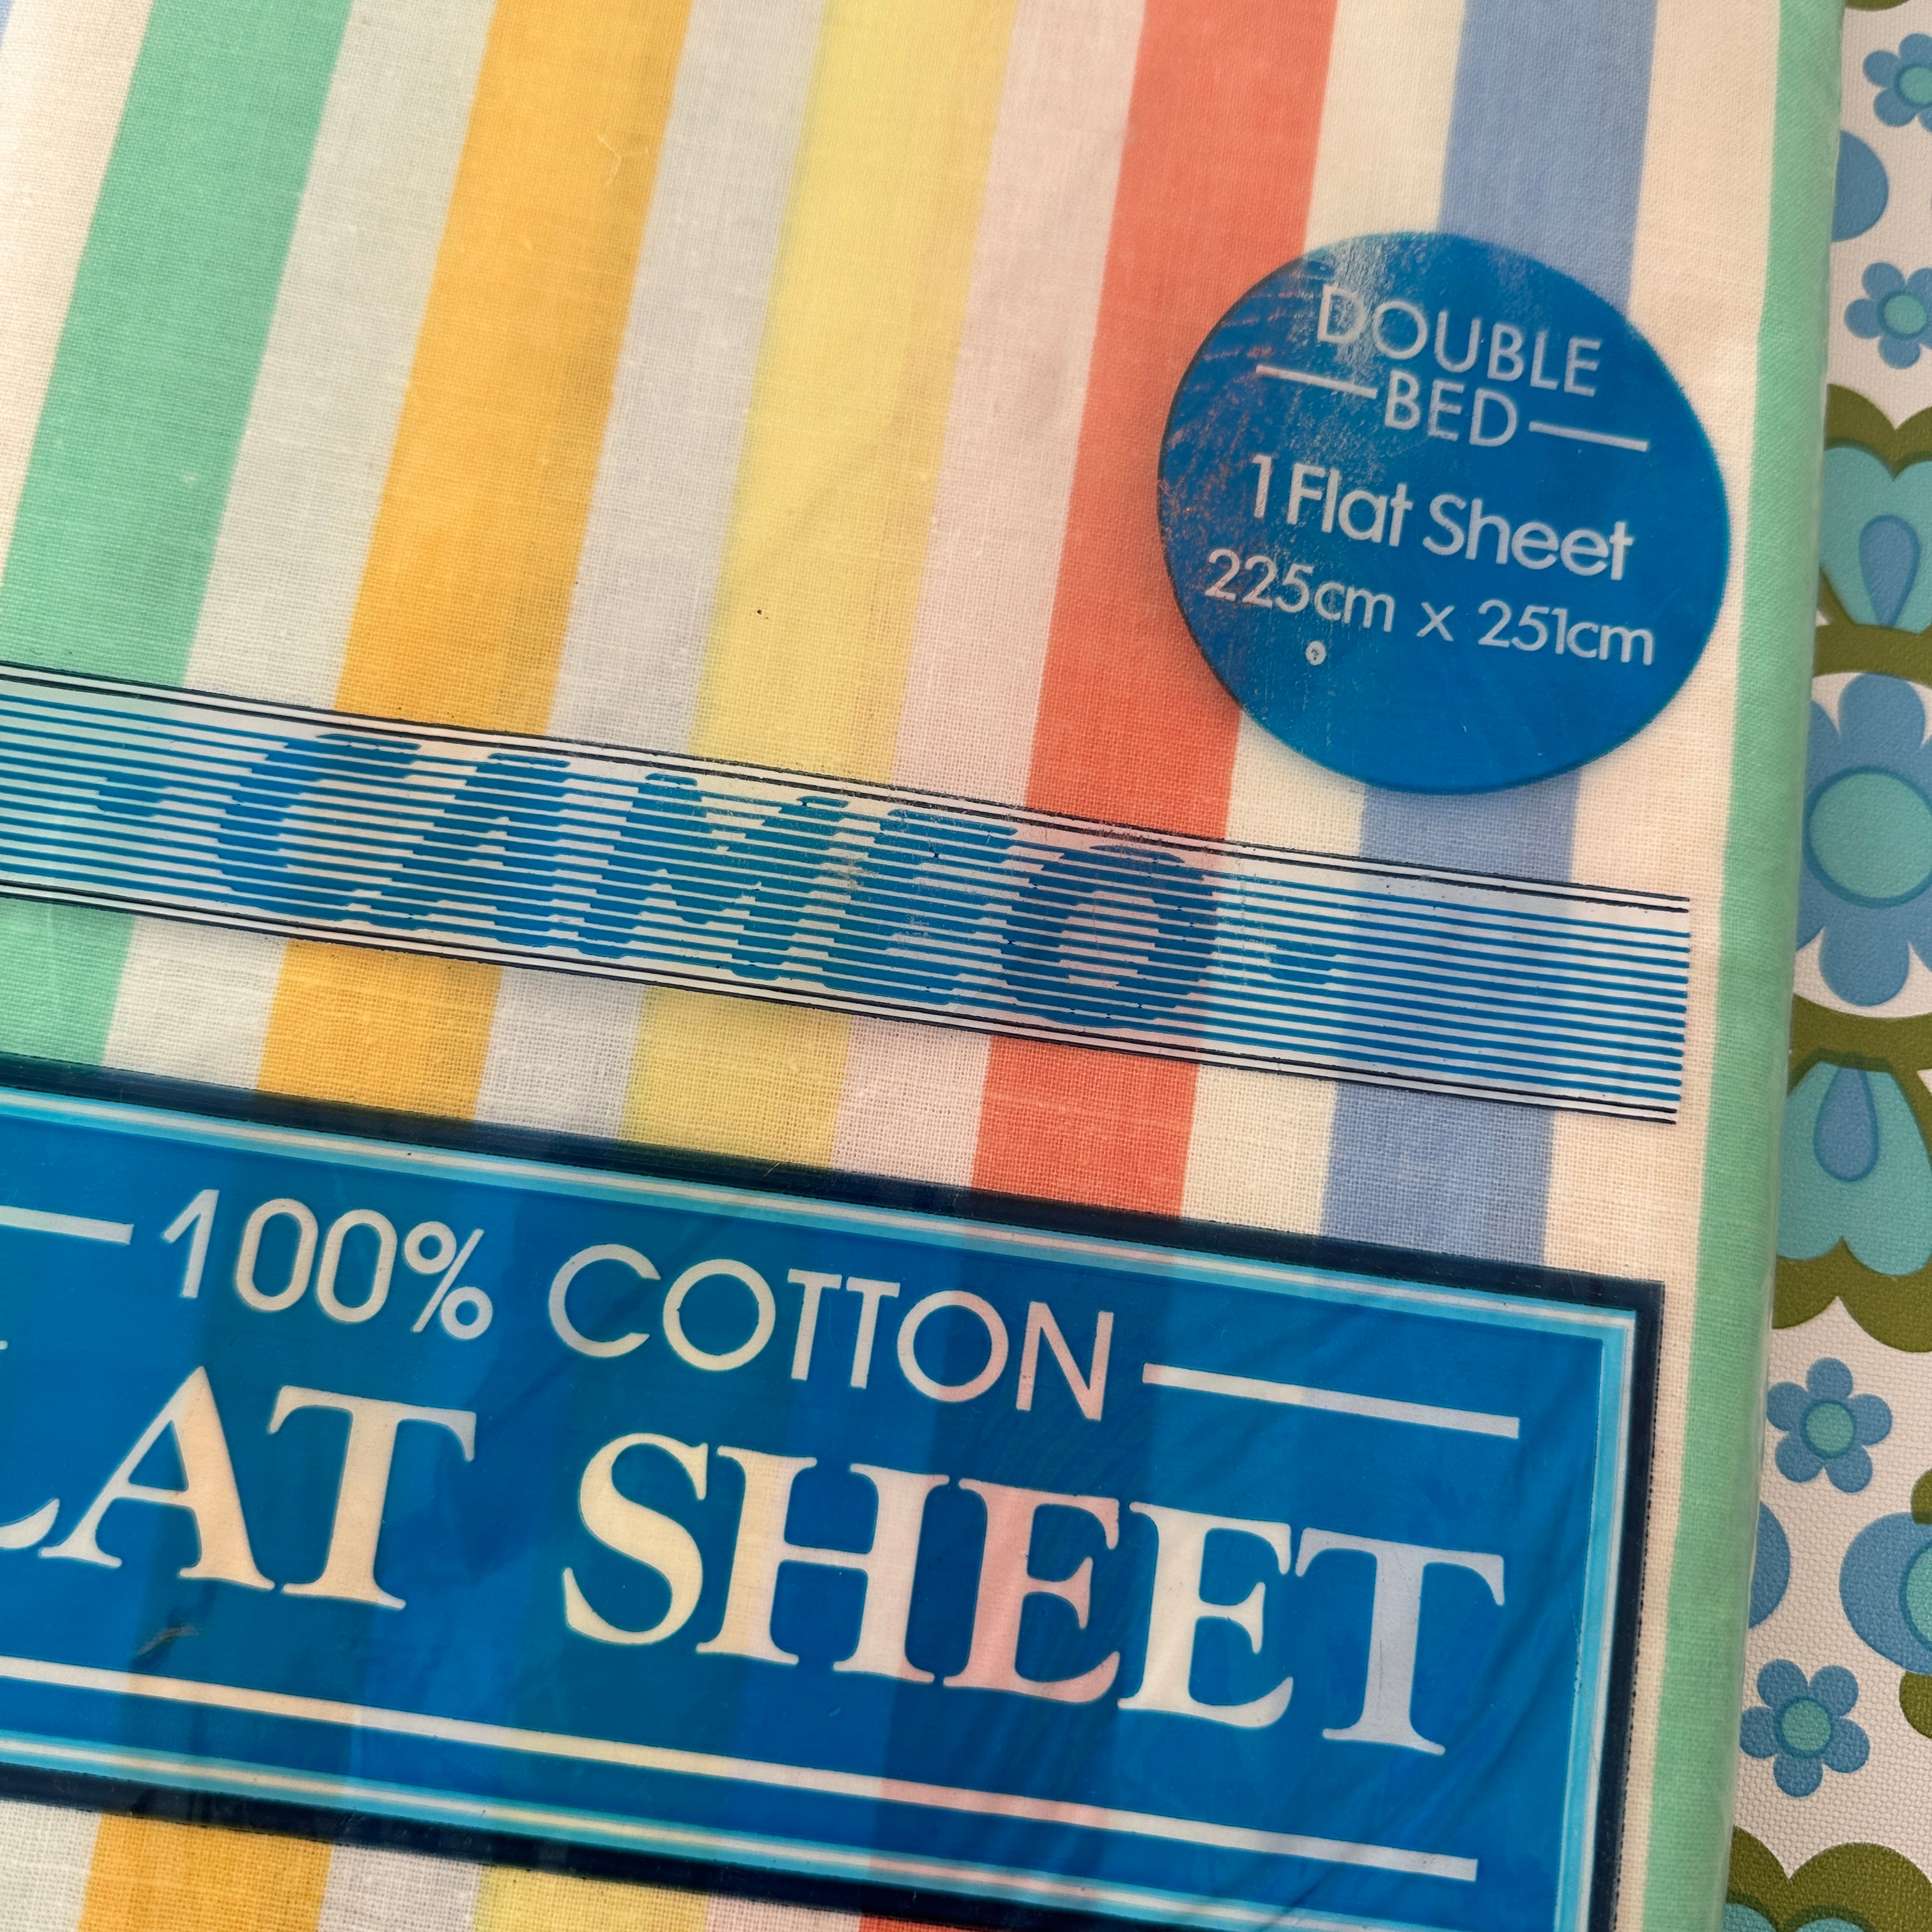 DOUBLE
BED
1 Flat Sheet
225cm x 251cm
100% COTTON
LAT SHEET